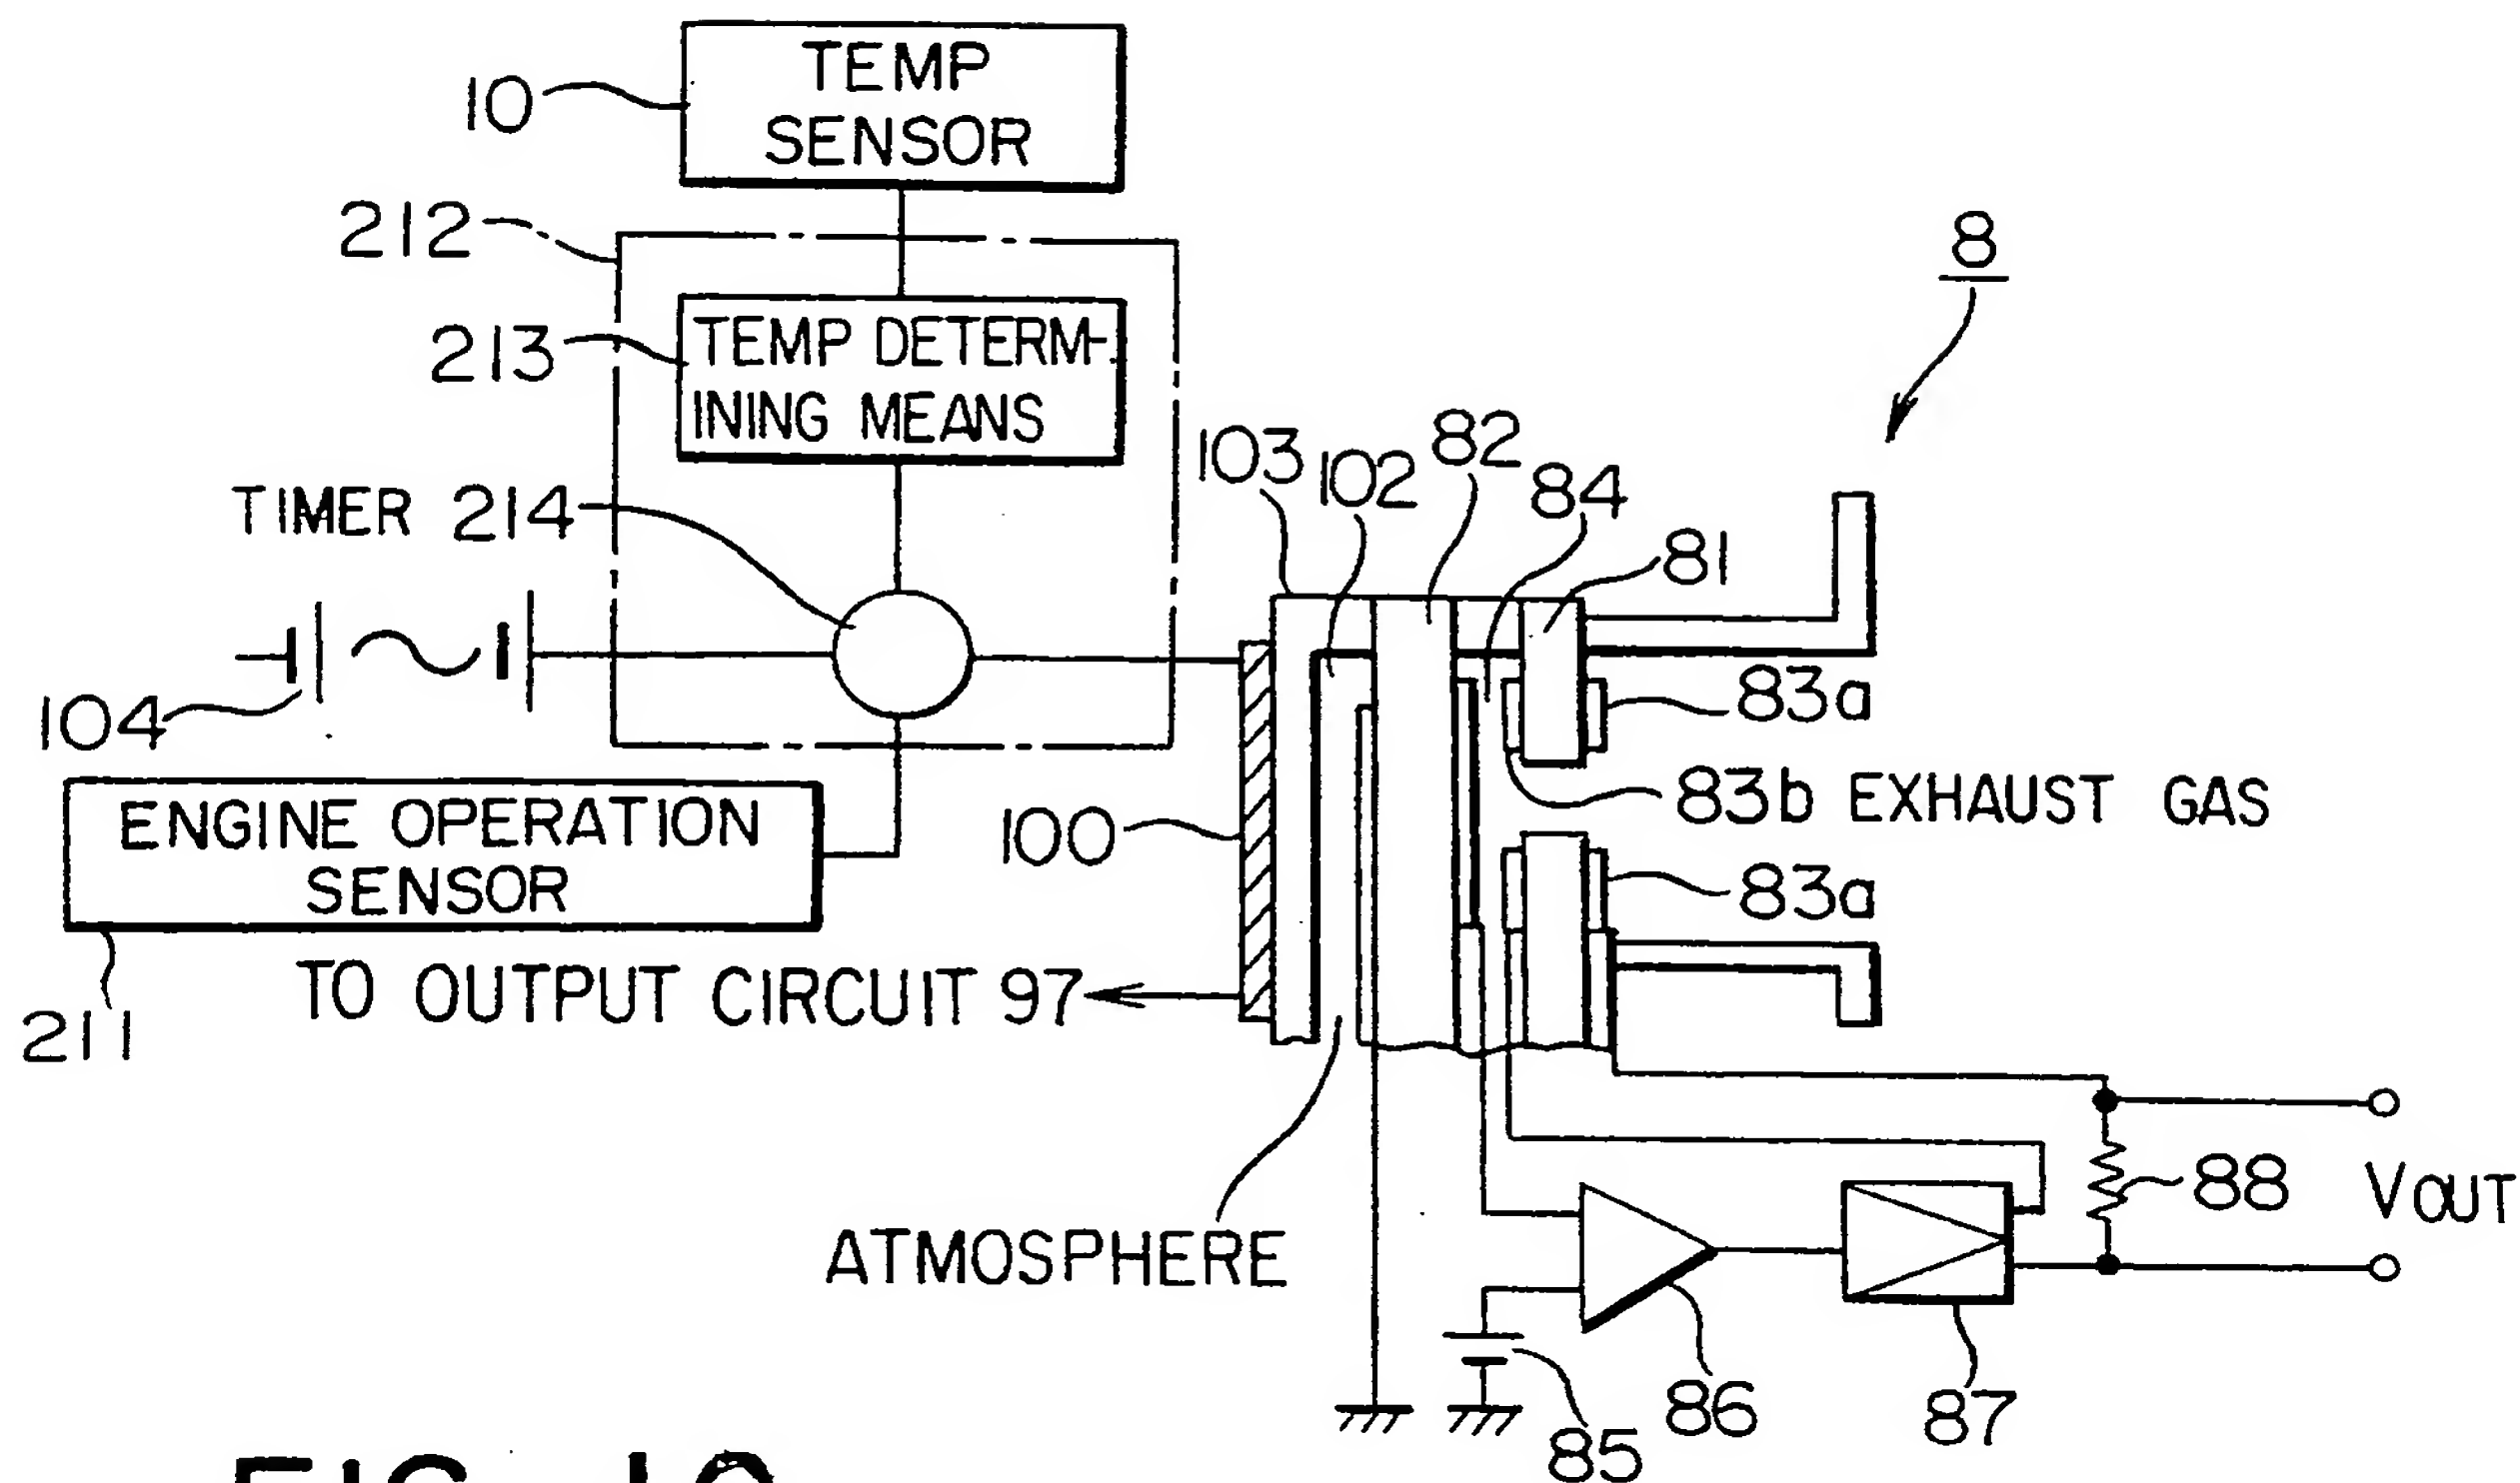 TEMP
SENSOR
10
212
8
TEMP DETERM-
INING MEANS
213
TIMER 214
103
102
82
84
81
83a
104
83b EXHAUST GAS
ENGINE OPERATION
SENSOR
100
83a
TO OUTPUT CIRCUIT 97
211
88
VOUT
ATMOSPHERE
86
87
85